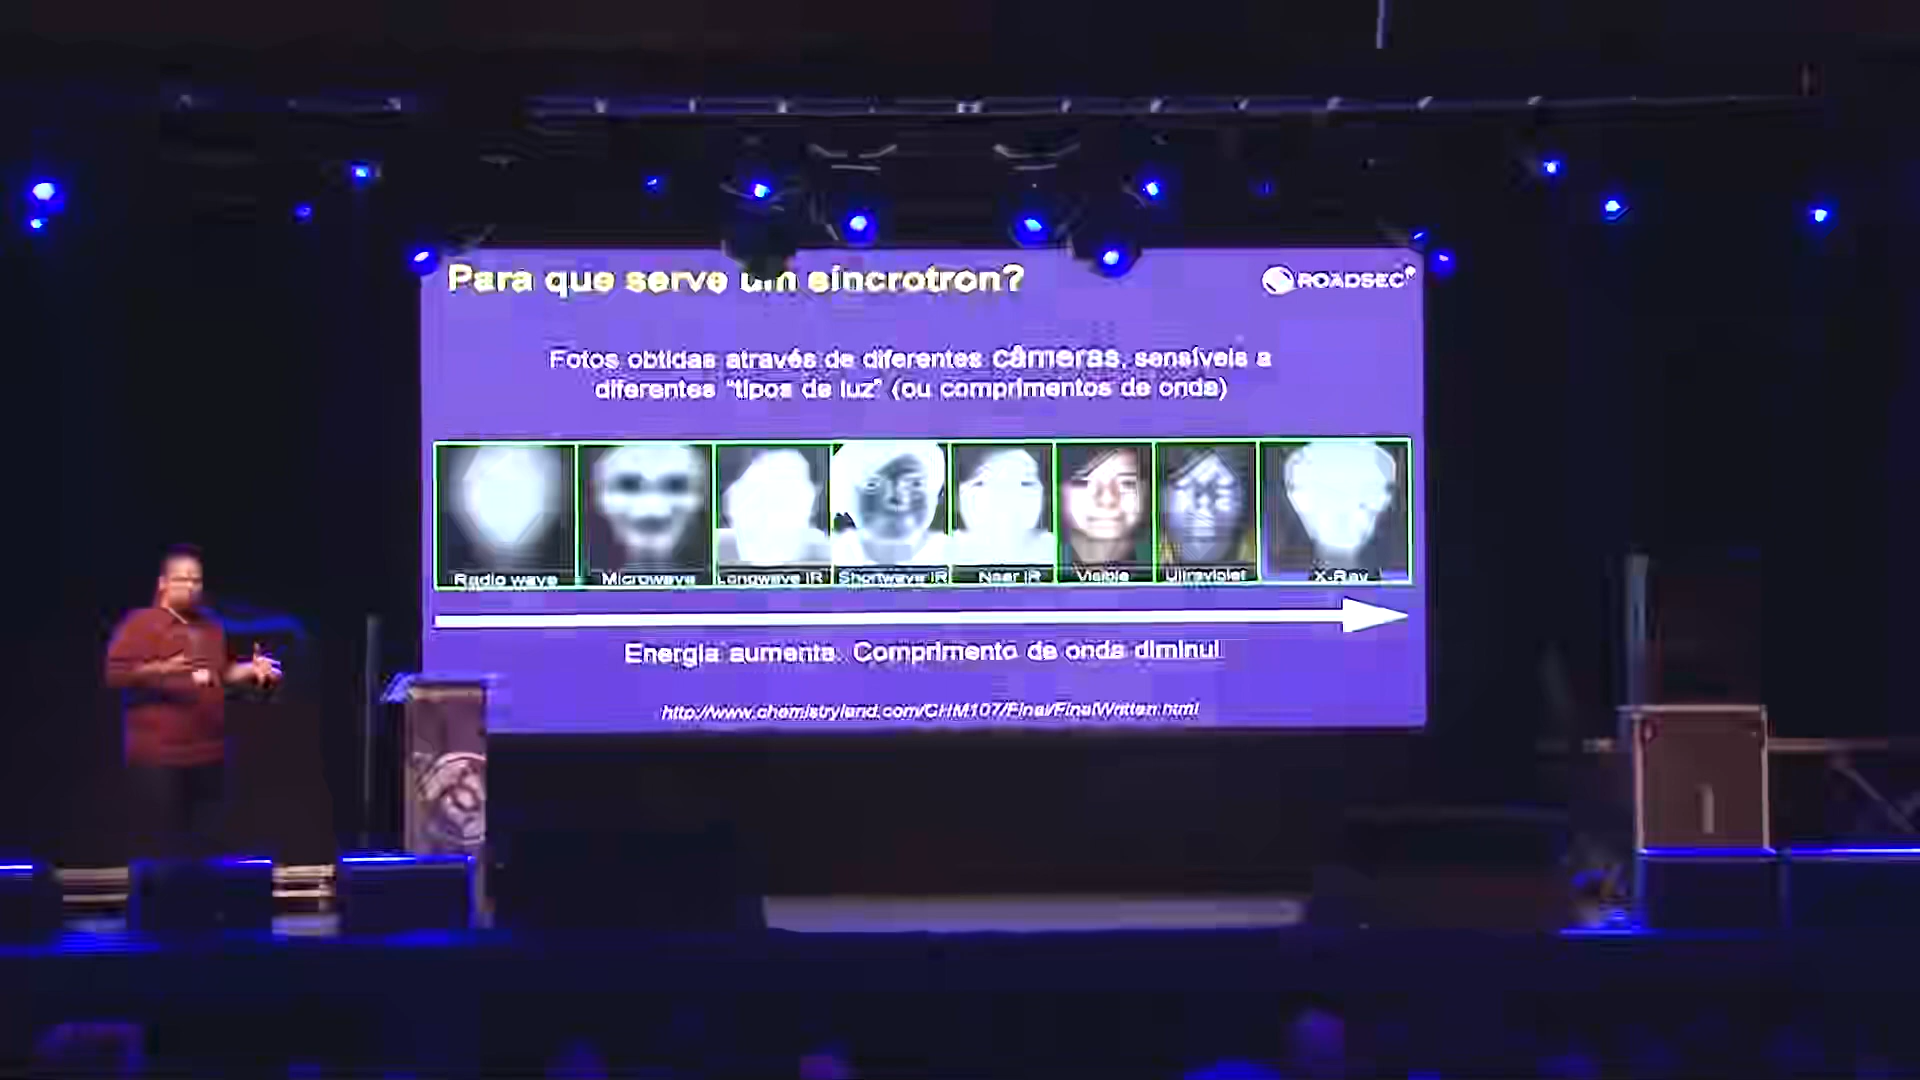 Para que serve um síncrotron?
ROADSEC
Fotos obtidas através de diferentes câmeras, sensíveis a
diferentes "tipos de luz" (ou comprimentos de onda)
Radio wave
Microwave
Longwave IR
Shortwave IR
Near IR
Visible
Ultraviolet
X-Ray
Energia aumenta. Comprimento de onda diminui
http://www.chemistryland.com/CHM107/Final/FinalWritten.html